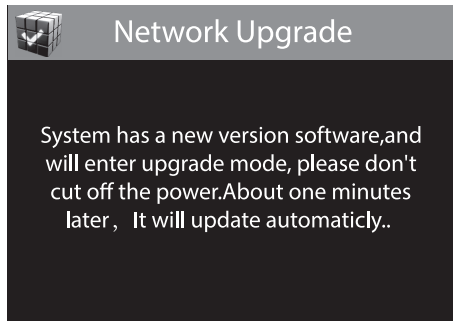 Network Upgrade
System has a new version software,and
will enter upgrade mode, please don't
cut off the power.About one minutes
later，It will update automaticly..